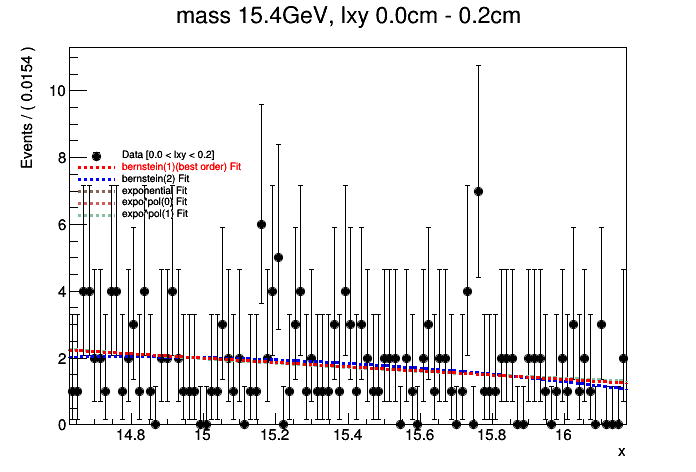 mass 15.4GeV, lxy 0.0cm - 0.2cm
Events / ( 0.0154 )
10
8
6
4
2
0
Data [0.0 < lxy < 0.2]
bernstein(1)(best order) Fit
bernstein(2) Fit
exponential Fit
expo*pol(0) Fit
expo*pol(1) Fit
14.8 15 15.2 15.4 15.6 15.8 16
x